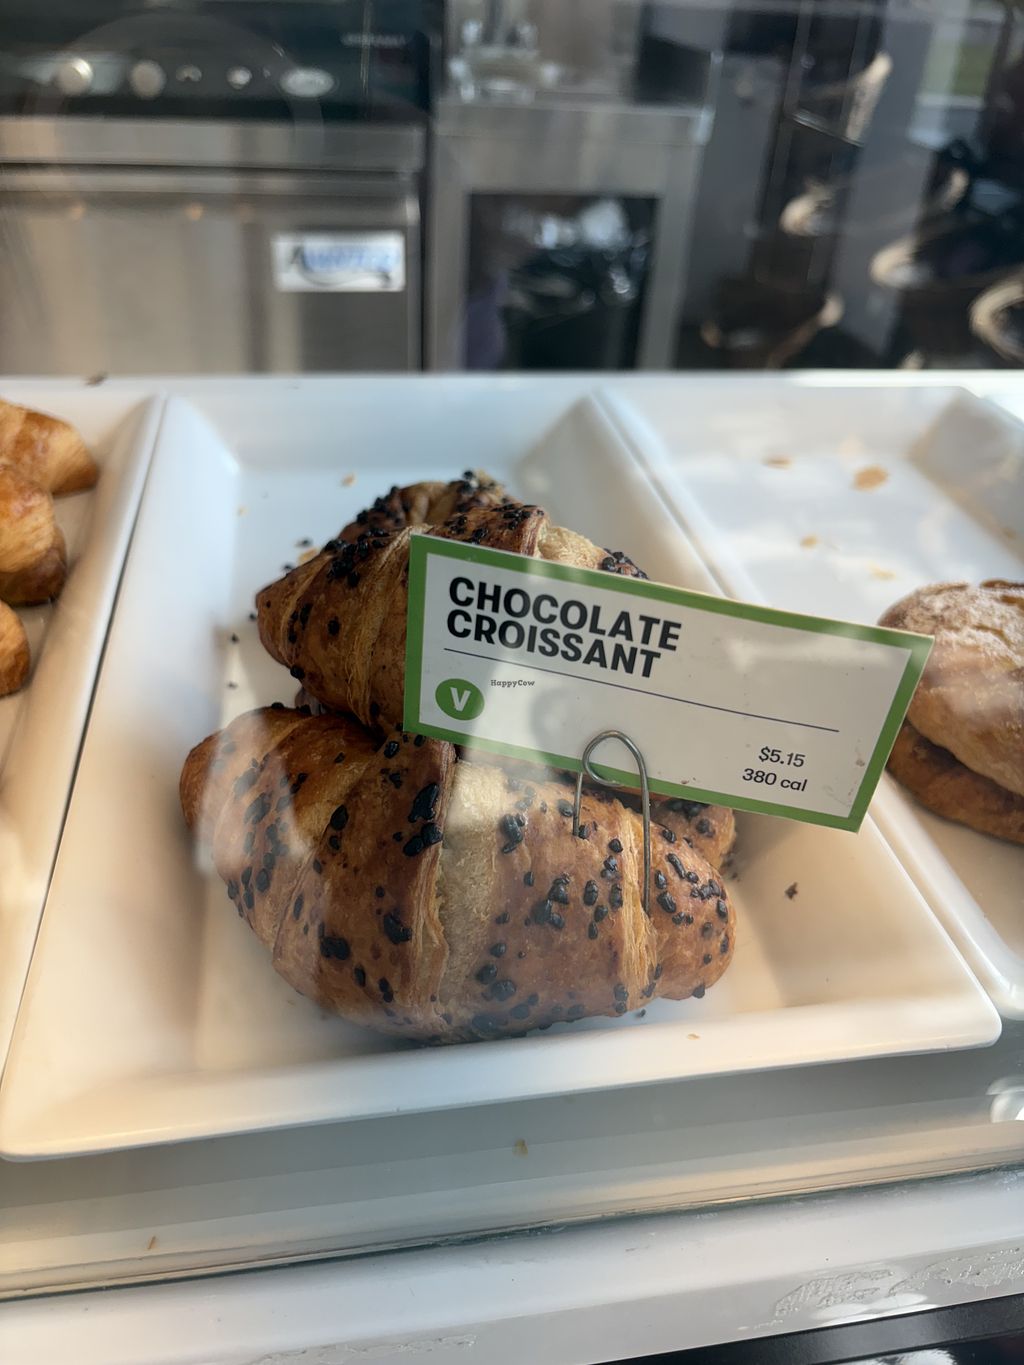 CHOCOLATE
CROISSANT
V
HappyCow
$5.15
380 cal